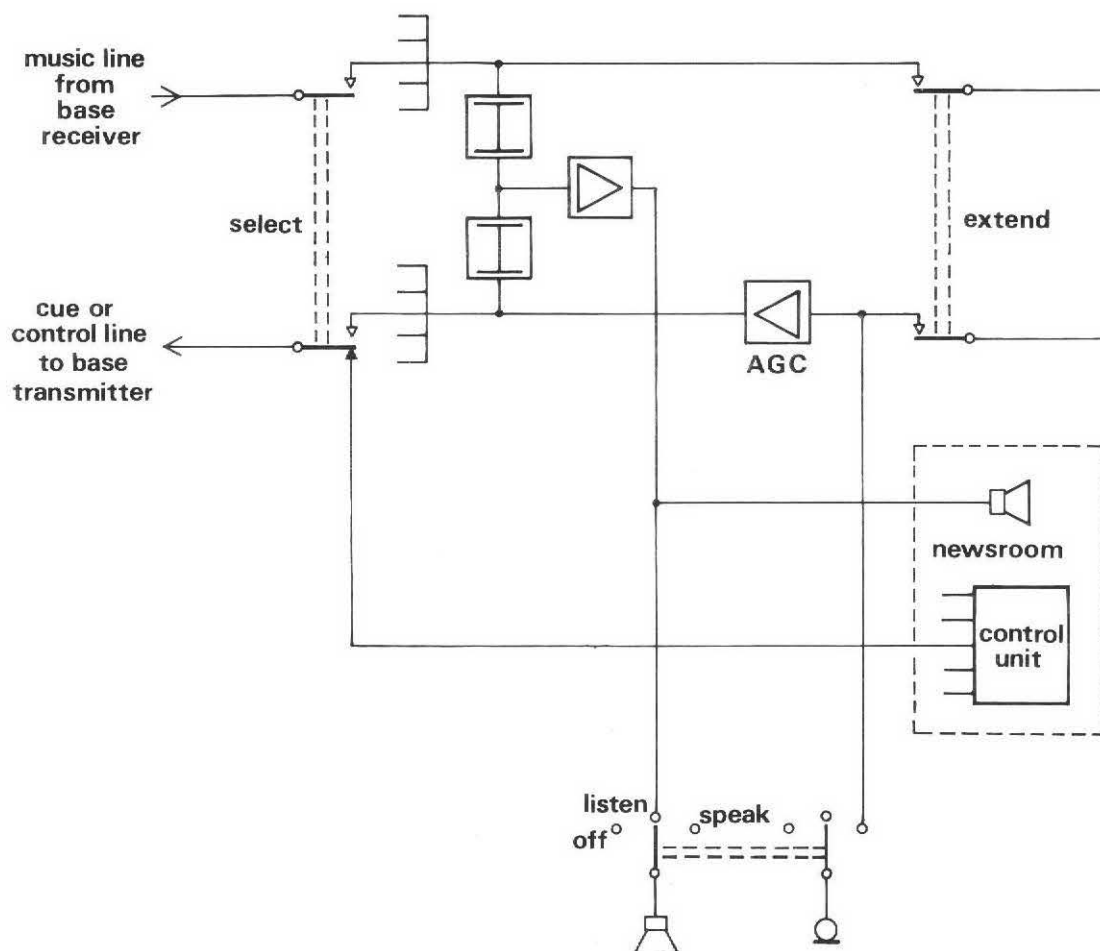 music line
from
base
receiver
select
extend
cue or
control line
to base
transmitter
AGC
newsroom
control
unit
listen
speak
off